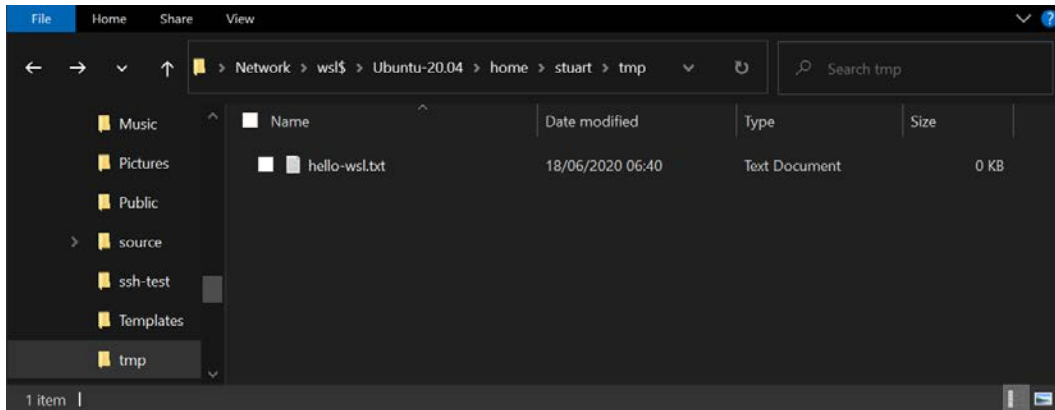 File Home Share View
Network > wsl$ > Ubuntu-20.04 > home > stuart > tmp
Search tmp
Music
Name Date modified Type Size
Pictures
hello-wsl.txt 18/06/2020 06:40 Text Document 0 KB
Public
source
ssh-test
Templates
tmp
1 item